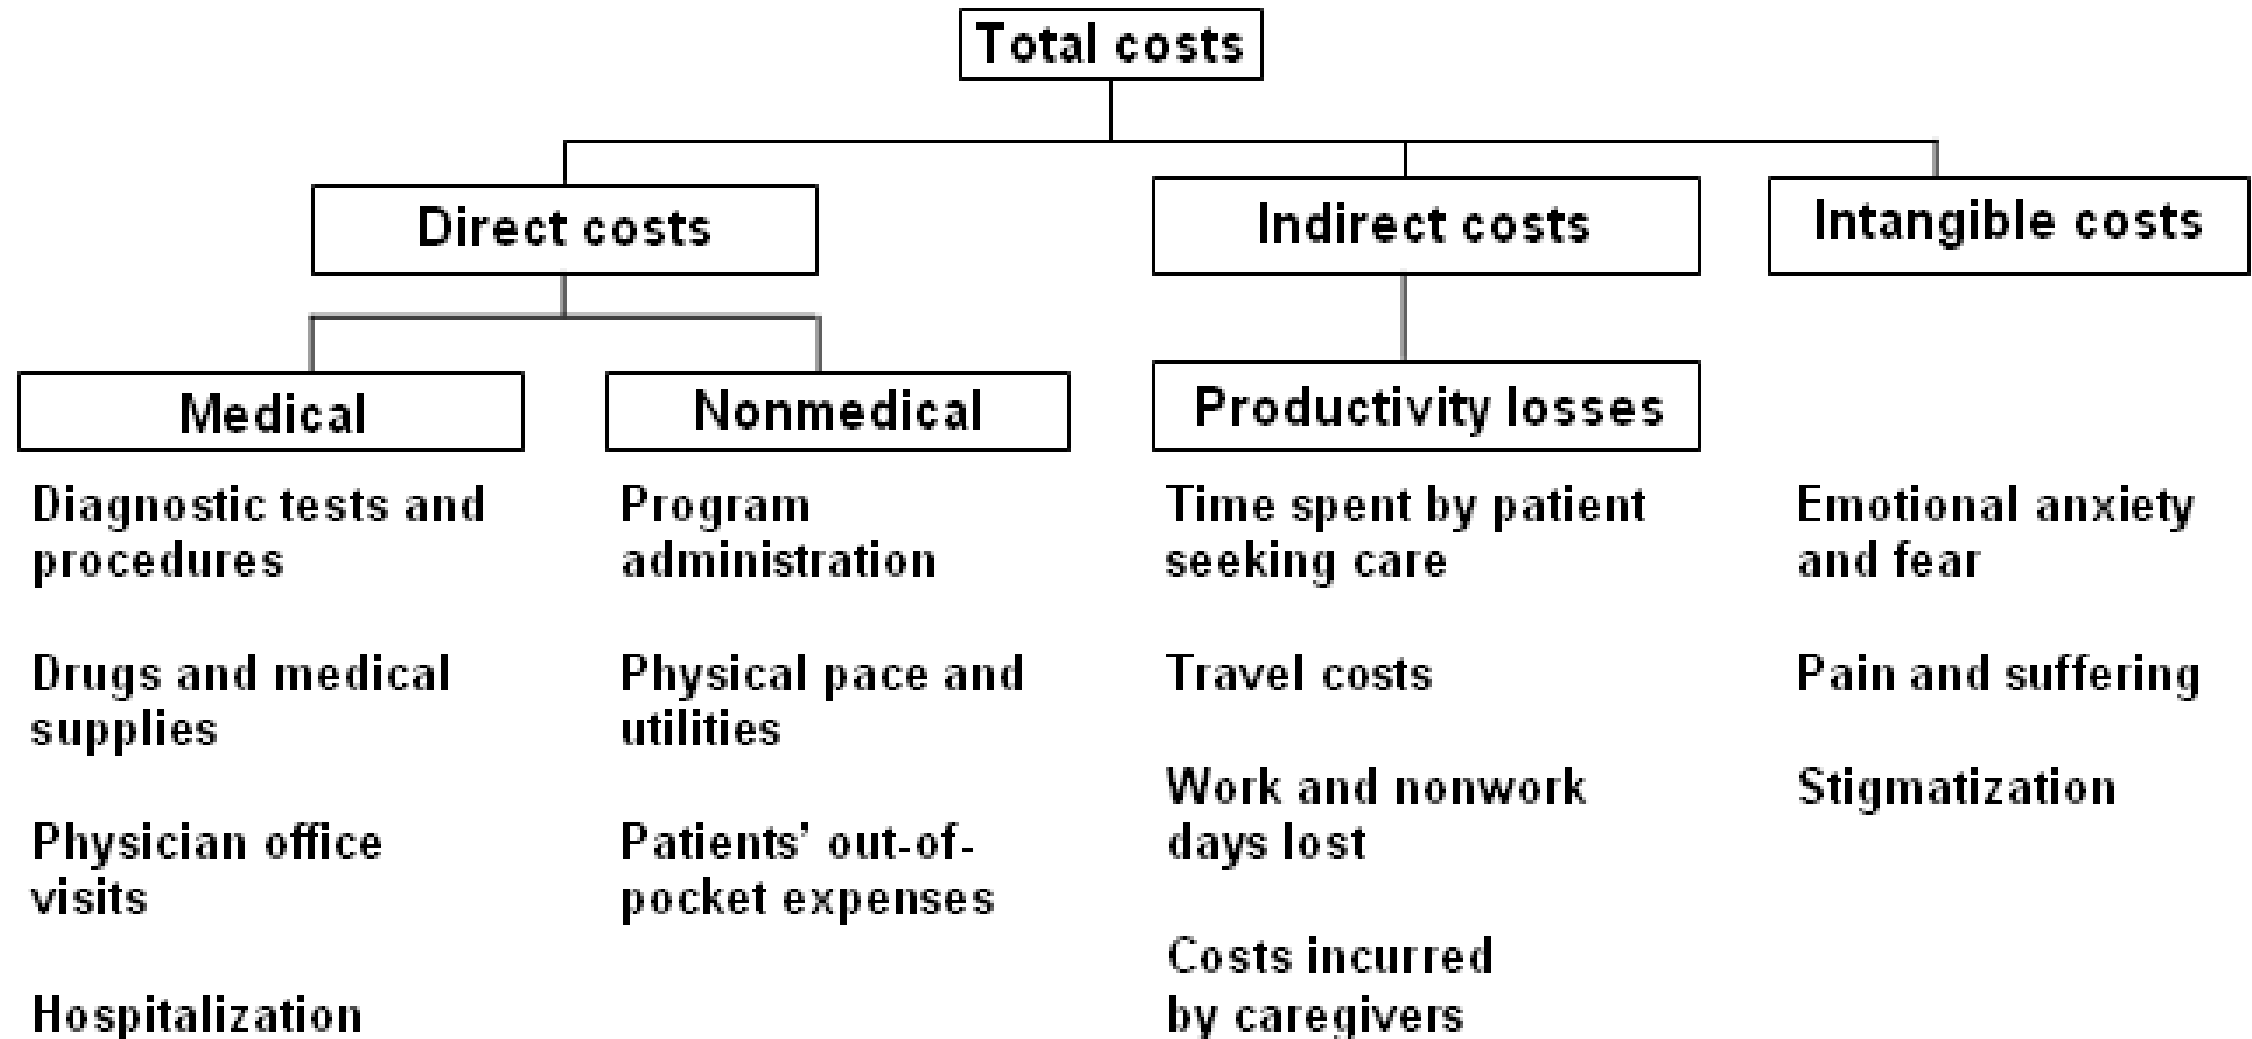 Total costs
Direct costs
Indirect costs
Intangible costs
Medical
Nonmedical
Productivity losses
Diagnostic tests and
procedures
Drugs and medical
supplies
Physician office
visits
Hospitalization
Program
administration
Physical pace and
utilities
Patients' out-of-
pocket expenses
Time spent by patient
seeking care
Travel costs
Work and nonwork
days lost
Costs incurred
by caregivers
Emotional anxiety
and fear
Pain and suffering
Stigmatization